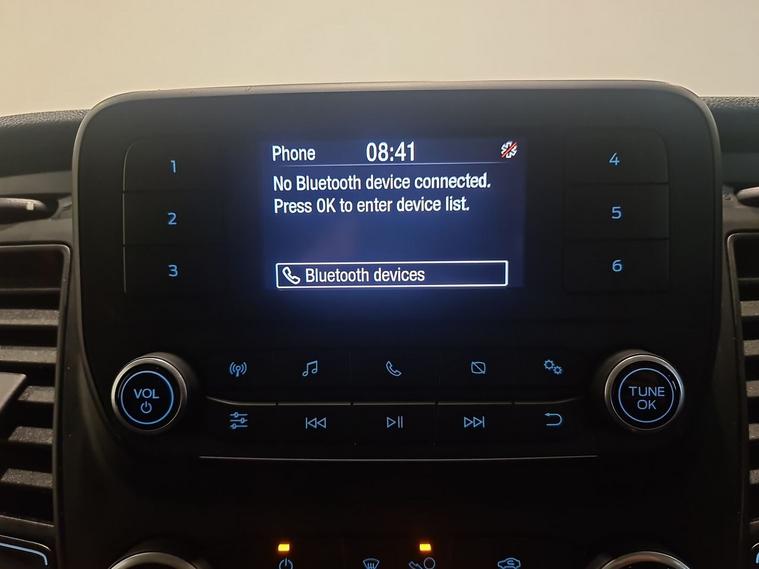 Phone 08:41
No Bluetooth device connected.
Press OK to enter device list.
Bluetooth devices
1
2
3
4
5
6
VOL
TUNE
OK